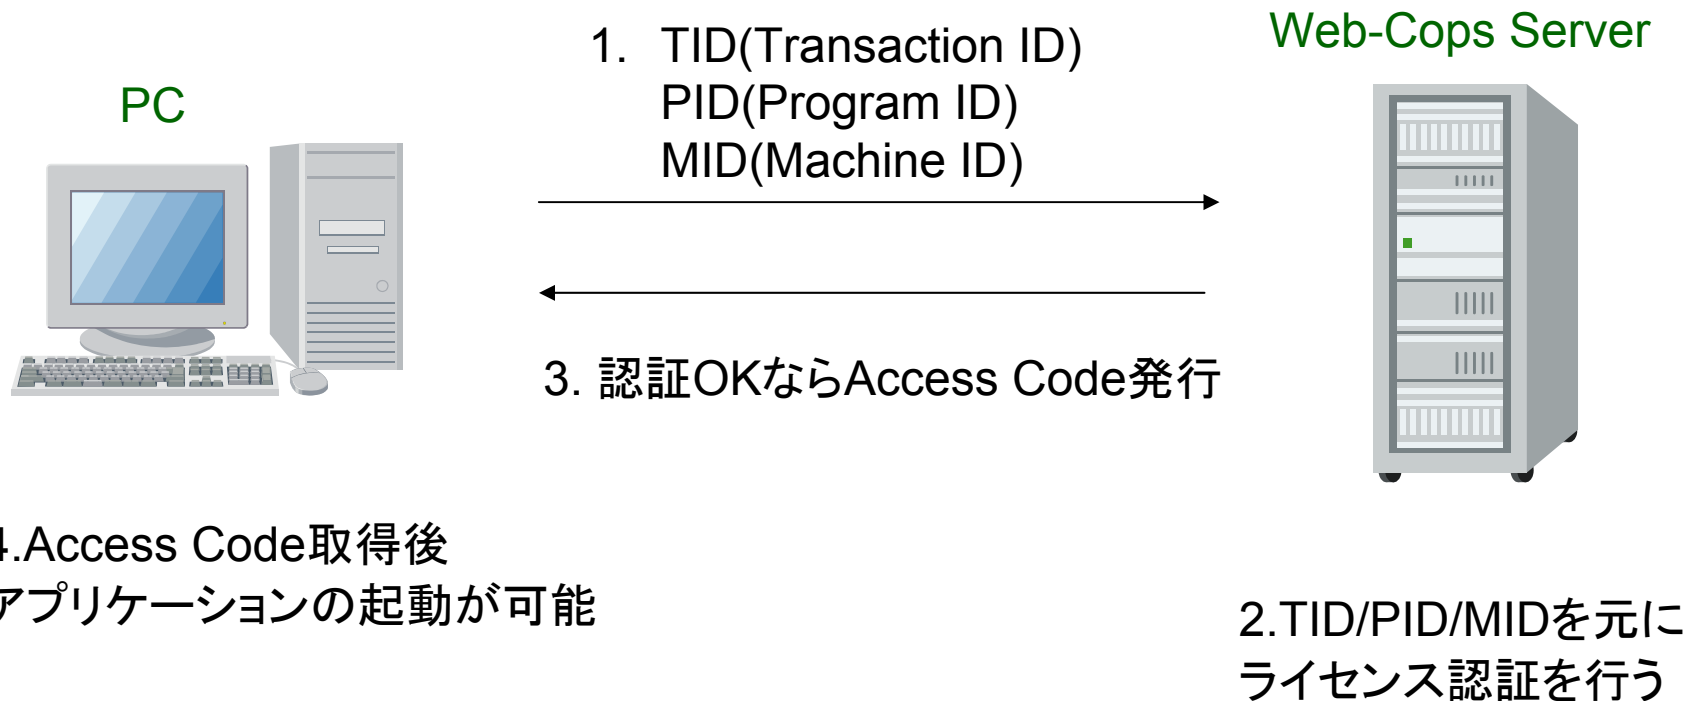 Web-Cops Server
PC
1. TID(Transaction ID)
PID(Program ID)
MID(Machine ID)
3. 認証OKならAccess Code発行
4.Access Code取得後
アプリケーションの起動が可能
2.TID/PID/MIDを元に
ライセンス認証を行う